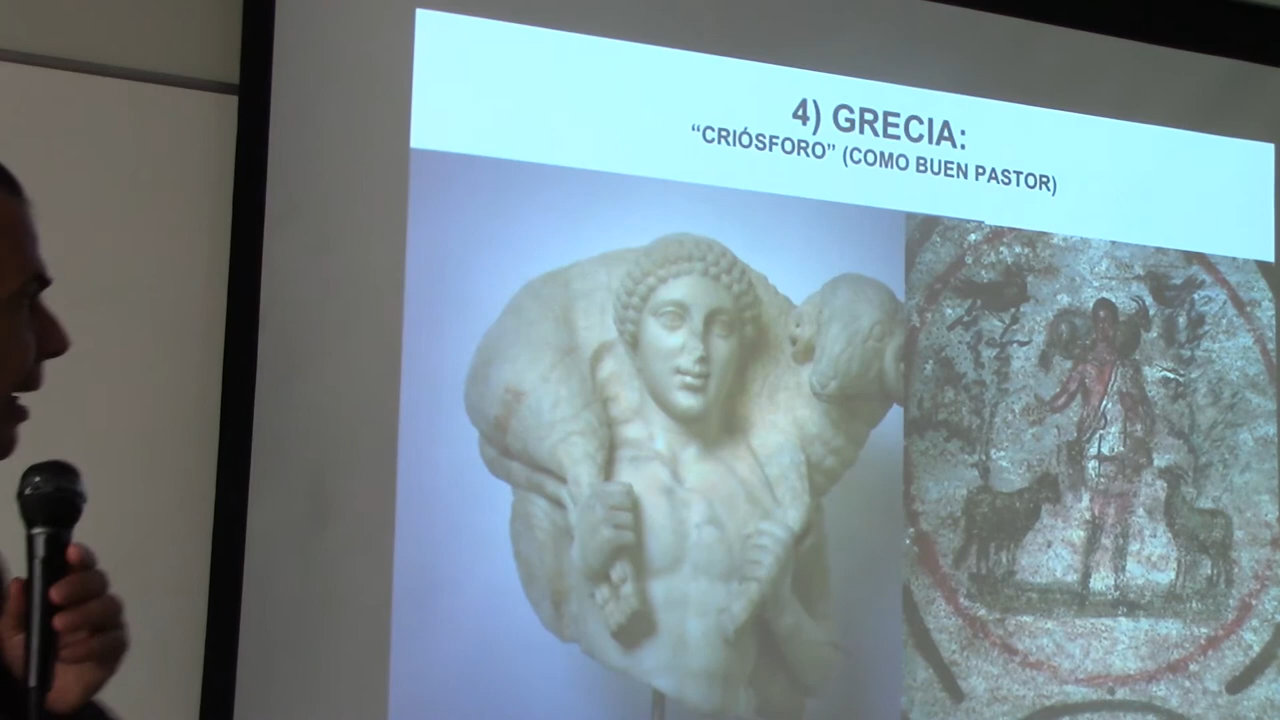 4) GRECIA:
“CRIÓSFORO” (COMO BUEN PASTOR)